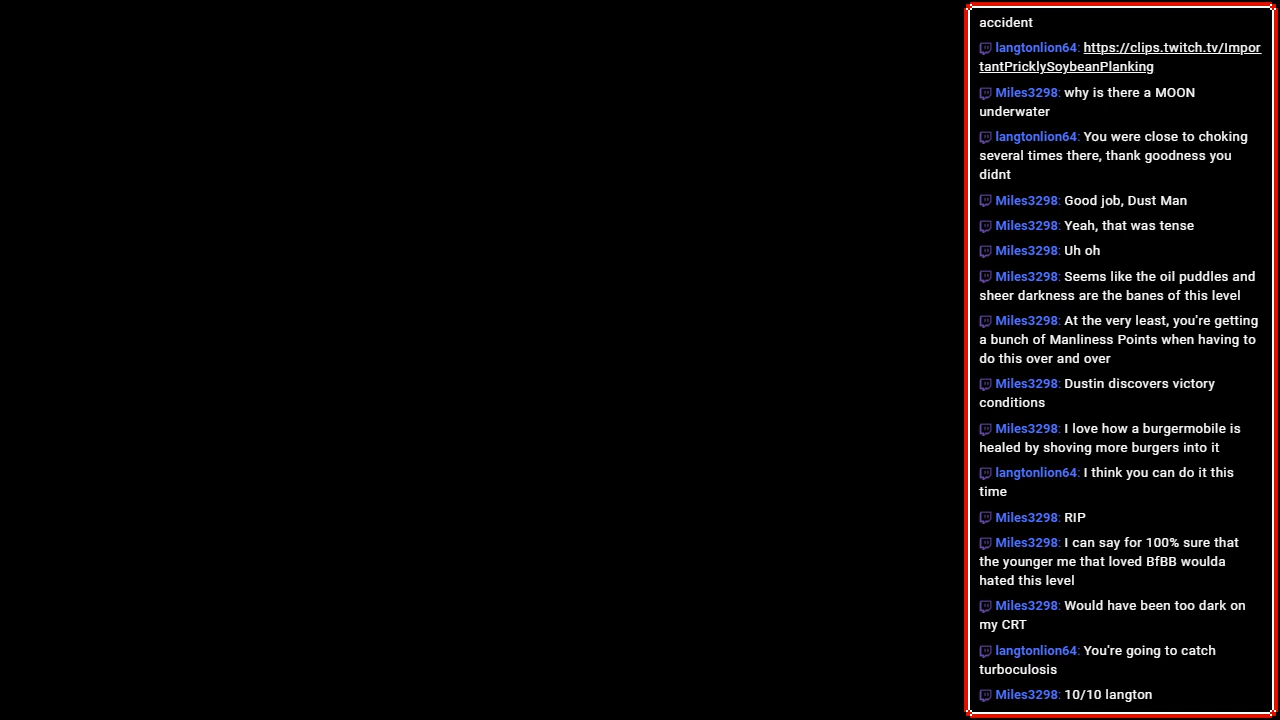 accident
langtonlion64: https://clips.twitch.tv/Impor
tantPricklySoybeanPlanking
Miles3298: why is there a MOON
underwater
langtonlion64: You were close to choking
several times there, thank goodness you
didnt
Miles3298: Good job, Dust Man
Miles3298: Yeah, that was tense
Miles3298: Uh oh
Miles3298: Seems like the oil puddles and
sheer darkness are the banes of this level
Miles3298: At the very least, you're getting
a bunch of Manliness Points when having to
do this over and over
Miles3298: Dustin discovers victory
conditions
Miles3298: I love how a burgermobile is
healed by shoving more burgers into it
langtonlion64: I think you can do it this
time
Miles3298: RIP
Miles3298: I can say for 100% sure that
the younger me that loved BfBB woulda
hated this level
Miles3298: Would have been too dark on
my CRT
langtonlion64: You're going to catch
turboculosis
Miles3298: 10/10 langton